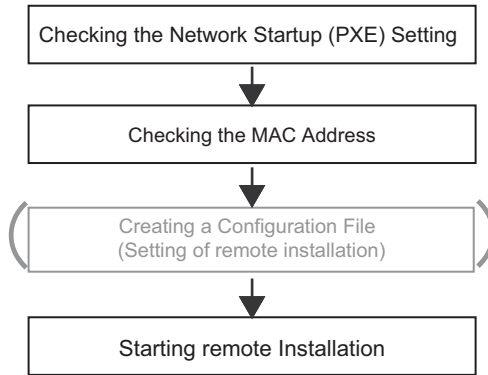 Checking the Network Startup (PXE) Setting
Checking the MAC Address
Creating a Configuration File
(Setting of remote installation)
Starting remote Installation